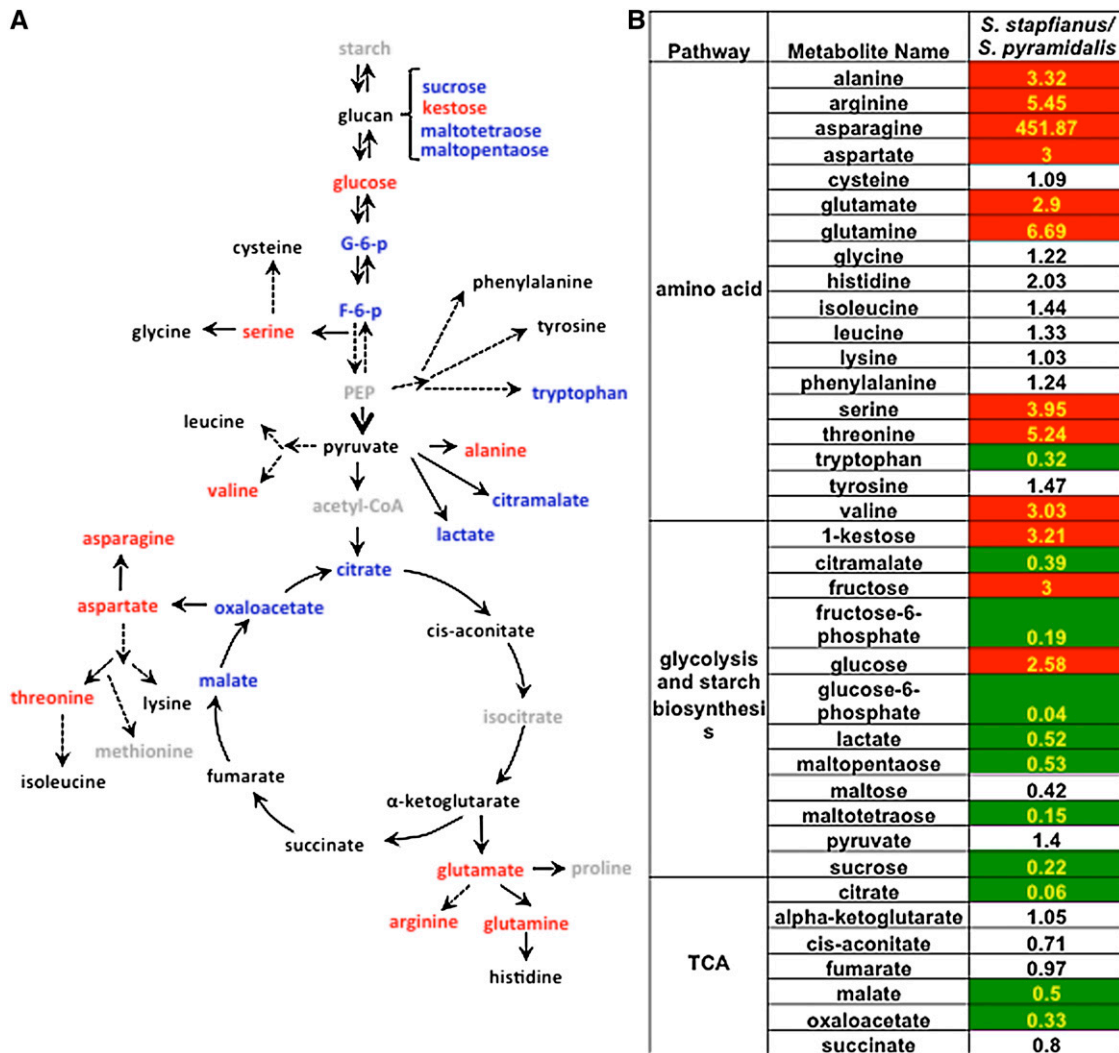 A
starch
glucan
sucrose
kestose
maltotetraose
maltopentaose
glucose
G-6-p
cysteine
phenylalanine
F-6-p
glycine
serine
tyrosine
PEP
tryptophan
leucine
pyruvate
alanine
valine
acetyl-CoA
citramalate
lactate
asparagine
citrate
aspartate
oxaloacetate
cis-aconitate
malate
threonine
lysine
isocitrate
methionine
isoleucine
fumarate
α-ketoglutarate
succinate
glutamate
proline
arginine
glutamine
histidine
B
Pathway Metabolite Name S. stapfianus/
S. pyramidalis
amino acid
alanine 3.32
arginine 5.45
asparagine 451.87
aspartate 3
cysteine 1.09
glutamate 2.9
glutamine 6.69
glycine 1.22
histidine 2.03
isoleucine 1.44
leucine 1.33
lysine 1.03
phenylalanine 1.24
serine 3.95
threonine 5.24
tryptophan 0.32
tyrosine 1.47
valine 3.03
glycolysis
and starch
biosynthesi
s
1-kestose 3.21
citramalate 0.39
fructose 3
fructose-6-
phosphate 0.19
glucose 2.58
glucose-6-
phosphate 0.04
lactate 0.52
maltopentaose 0.53
maltose 0.42
maltotetraose 0.15
pyruvate 1.4
sucrose 0.22
TCA
citrate 0.06
alpha-ketoglutarate 1.05
cis-aconitate 0.71
fumarate 0.97
malate 0.5
oxaloacetate 0.33
succinate 0.8